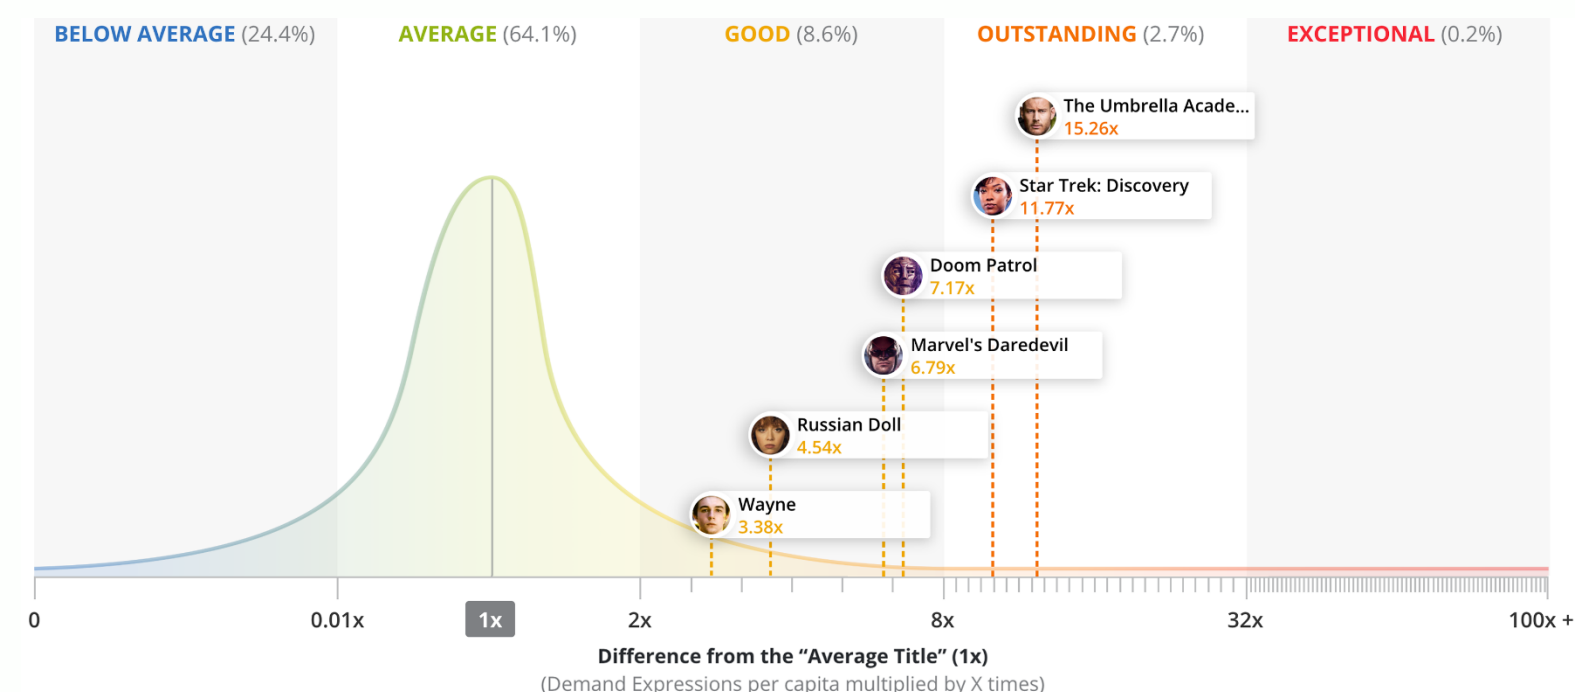 BELOW AVERAGE (24.4%)
AVERAGE (64.1%)
GOOD (8.6%)
OUTSTANDING (2.7%)
EXCEPTIONAL (0.2%)
The Umbrella Acade...
15.26x
Star Trek: Discovery
11.77x
Doom Patrol
7.17x
Marvel's Daredevil
6.79x
Russian Doll
4.54x
Wayne
3.38x
0
0.01x
1x
2x
8x
32x
100x +
Difference from the “Average Title” (1x)
(Demand Expressions per capita multiplied by X times)